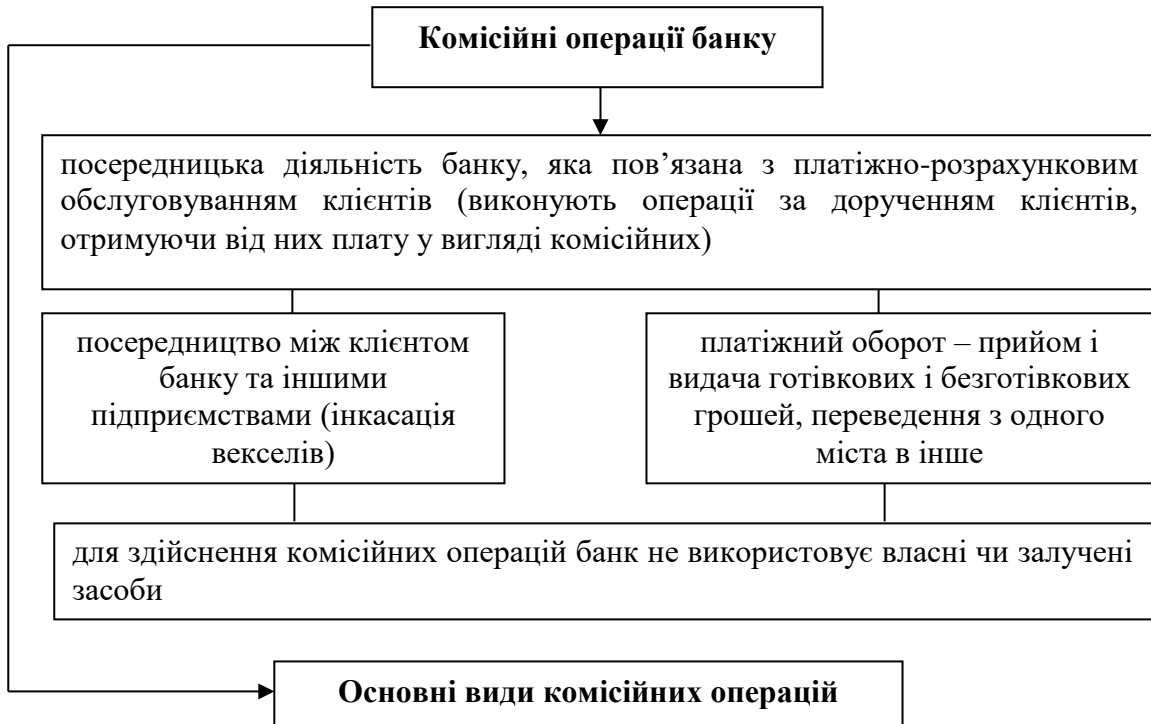 Комісійні операції банку
посередницька діяльність банку, яка пов’язана з платіжно-розрахунковим
обслуговуванням клієнтів (виконують операції за дорученням клієнтів,
отримуючи від них плату у вигляді комісійних)
посередництво між клієнтом
банку та іншими
підприємствами (інкасація
векселів)
платіжний оборот – прийом і
видача готівкових і безготівкових
грошей, переведення з одного
міста в інше
для здійснення комісійних операцій банк не використовує власні чи залучені
засоби
Основні види комісійних операцій